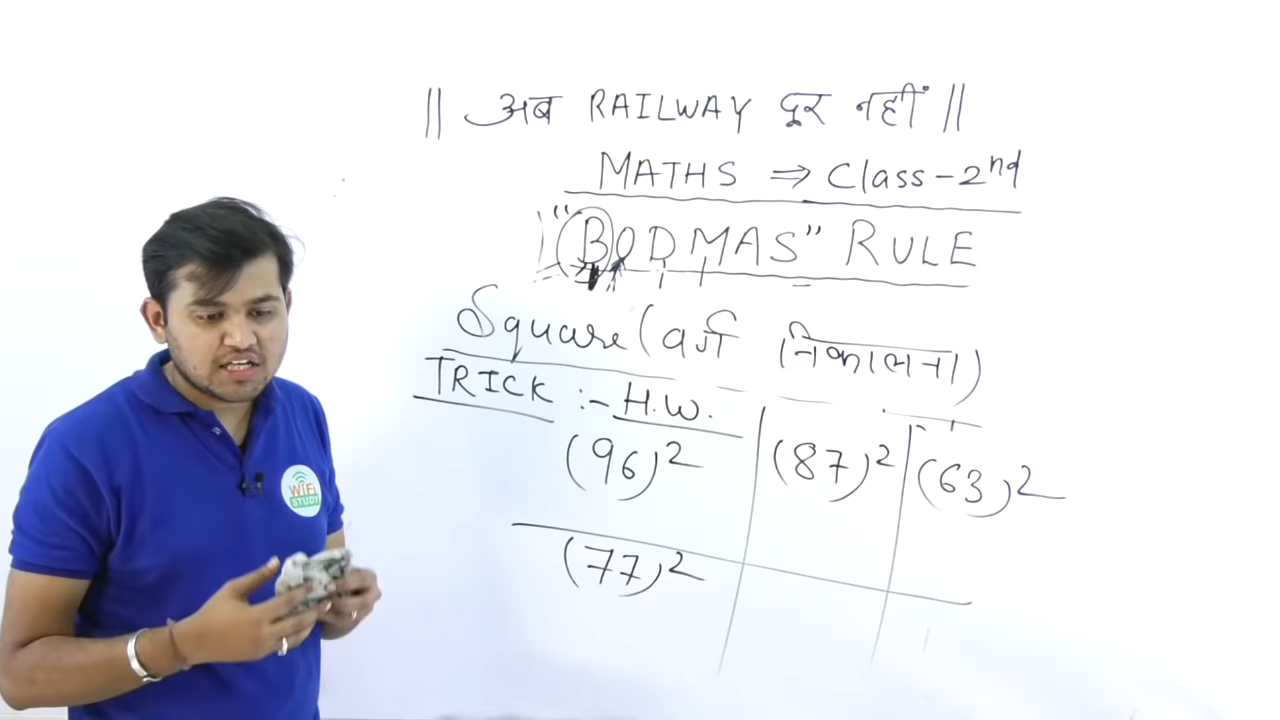 || अब RAILWAY दूर नहीं ||
MATHS ⇒ Class-2nd
"BODMAS" RULE
Square (वर्ग निकालना)
TRICK :- H.W.
(96)² (87)² (63)²
(77)²
WiFi
STUDY